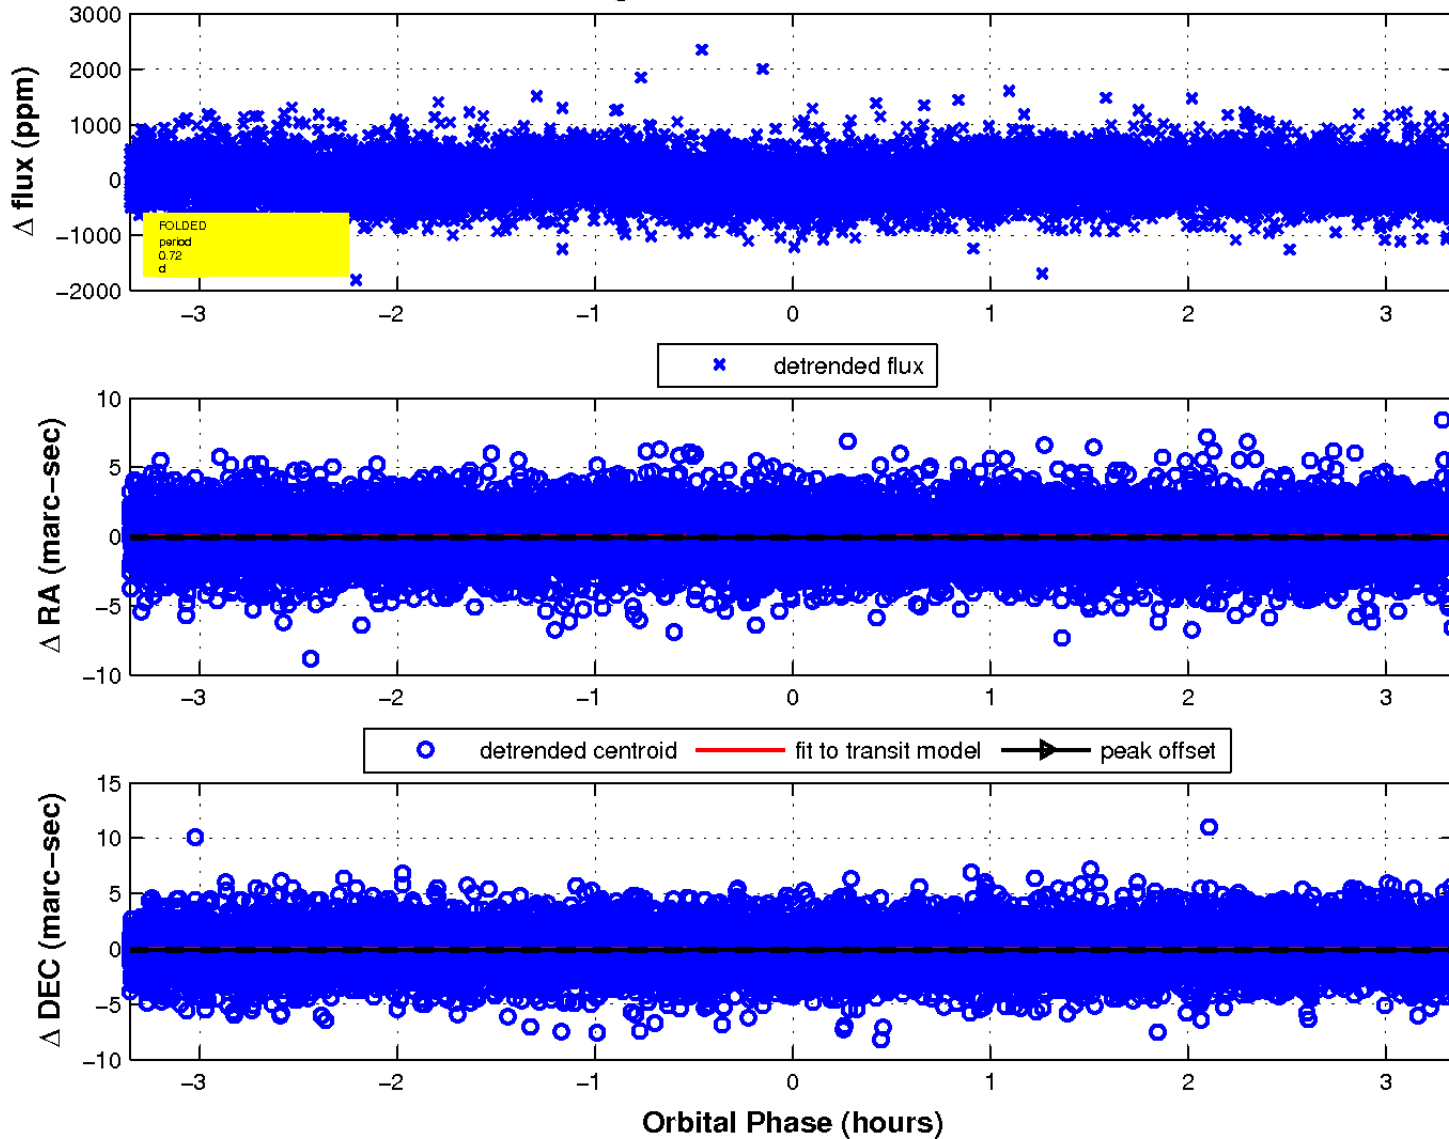 3000
2000
1000
0
−1000
−2000
Δ flux (ppm)
FOLDED
period
0.72
d
−3 −2 −1 0 1 2 3
detrended flux
10
5
0
−5
−10
Δ RA (marc−sec)
−3 −2 −1 0 1 2 3
detrended centroid fit to transit model peak offset
15
10
5
0
−5
−10
Δ DEC (marc−sec)
−3 −2 −1 0 1 2 3
Orbital Phase (hours)